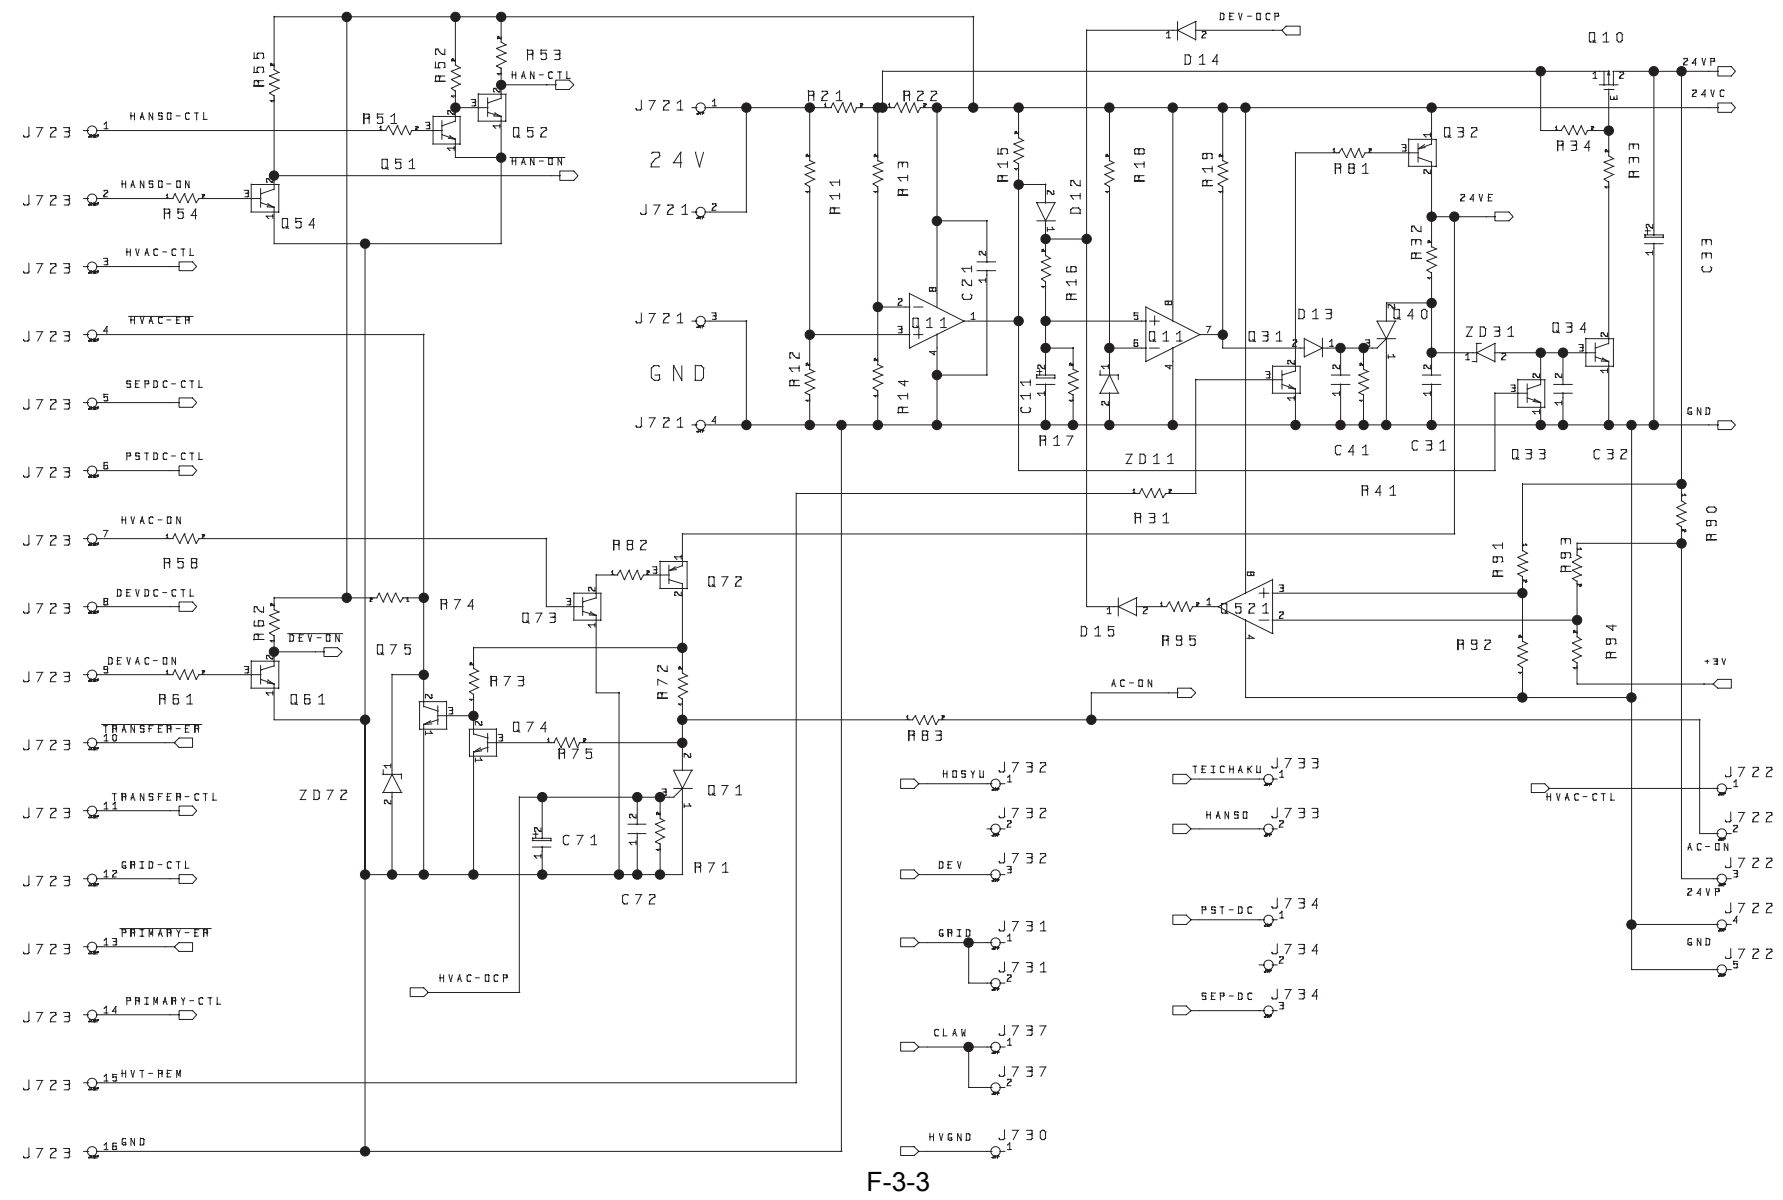 DEV-OCP
1 2
D14
Q10
24VP
24VC
R55
R52
R53
HAN-CTL
J723 1 HANSO-CTL
R51
Q51
Q52
HAN-ON
J723 2 HANSO-ON
R54
Q54
J723 3 HVAC-CTL
J723 4 HVAC-ER
J723 5 SEPDC-CTL
J723 6 PSTDC-CTL
J723 7 HVAC-ON
R58
J723 8 DEVDC-CTL
J723 9 DEVAC-ON
R61
Q61
R62
DEV-ON
J723 10 TRANSFER-ER
J723 11 TRANSFER-CTL
J723 12 GRID-CTL
J723 13 PRIMARY-ER
J723 14 PRIMARY-CTL
J723 15 HVT-REM
J723 16 GND
J721 1
24V
J721 2
J721 3
GND
J721 4
R21
R22
R11
R13
R12
R14
Q11
C21
R15
D12
R16
C11
R17
R18
R19
Q11
ZD11
Q31
D13
R81
Q32
24VE
R32
Q40
C41
R41
C31
ZD31
Q34
Q33
C32
R34
R33
C33
GND
R31
R82
Q72
Q73
R74
Q75
R73
R72
Q74
R75
Q71
ZD72
C71
C72
R71
HVAC-OCP
R83
AC-ON
D15
R95
Q521
R91
R92
R93
R94
R90
+3V
HOSYU J732 1
J732 2
DEV J732 3
GRID J731 1
J731 2
CLAW J737 1
J737 2
HVGND J730 1
TEICHAKU J733 1
HANSO J733 2
PST-DC J734 1
J734 2
SEP-DC J734 3
HVAC-CTL J722 1
J722 2
AC-ON
J722 3
24VP
J722 4
GND
J722 5
F-3-3